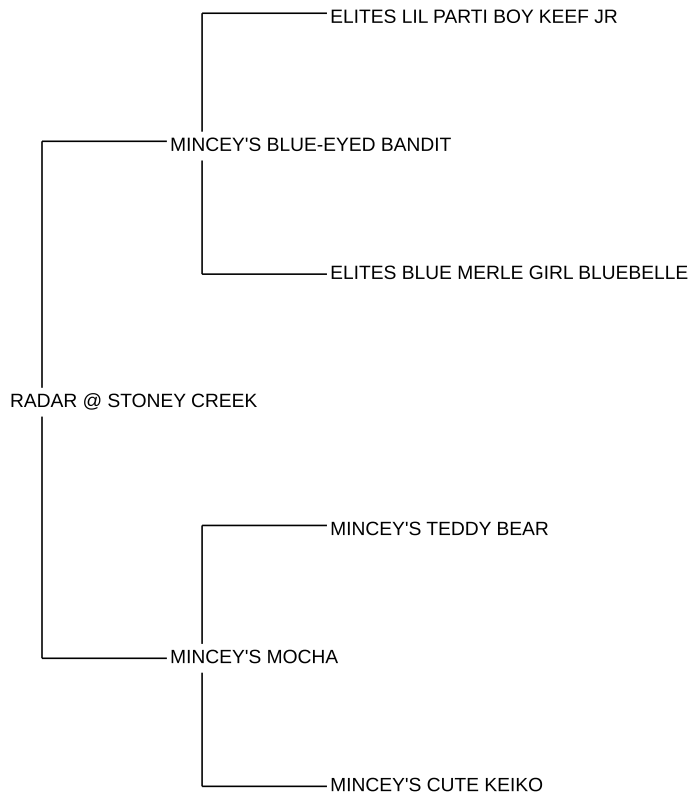 ELITES LIL PARTI BOY KEEF JR
MINCEY'S BLUE-EYED BANDIT
ELITES BLUE MERLE GIRL BLUEBELLE
RADAR @ STONEY CREEK
MINCEY'S TEDDY BEAR
MINCEY'S MOCHA
MINCEY'S CUTE KEIKO